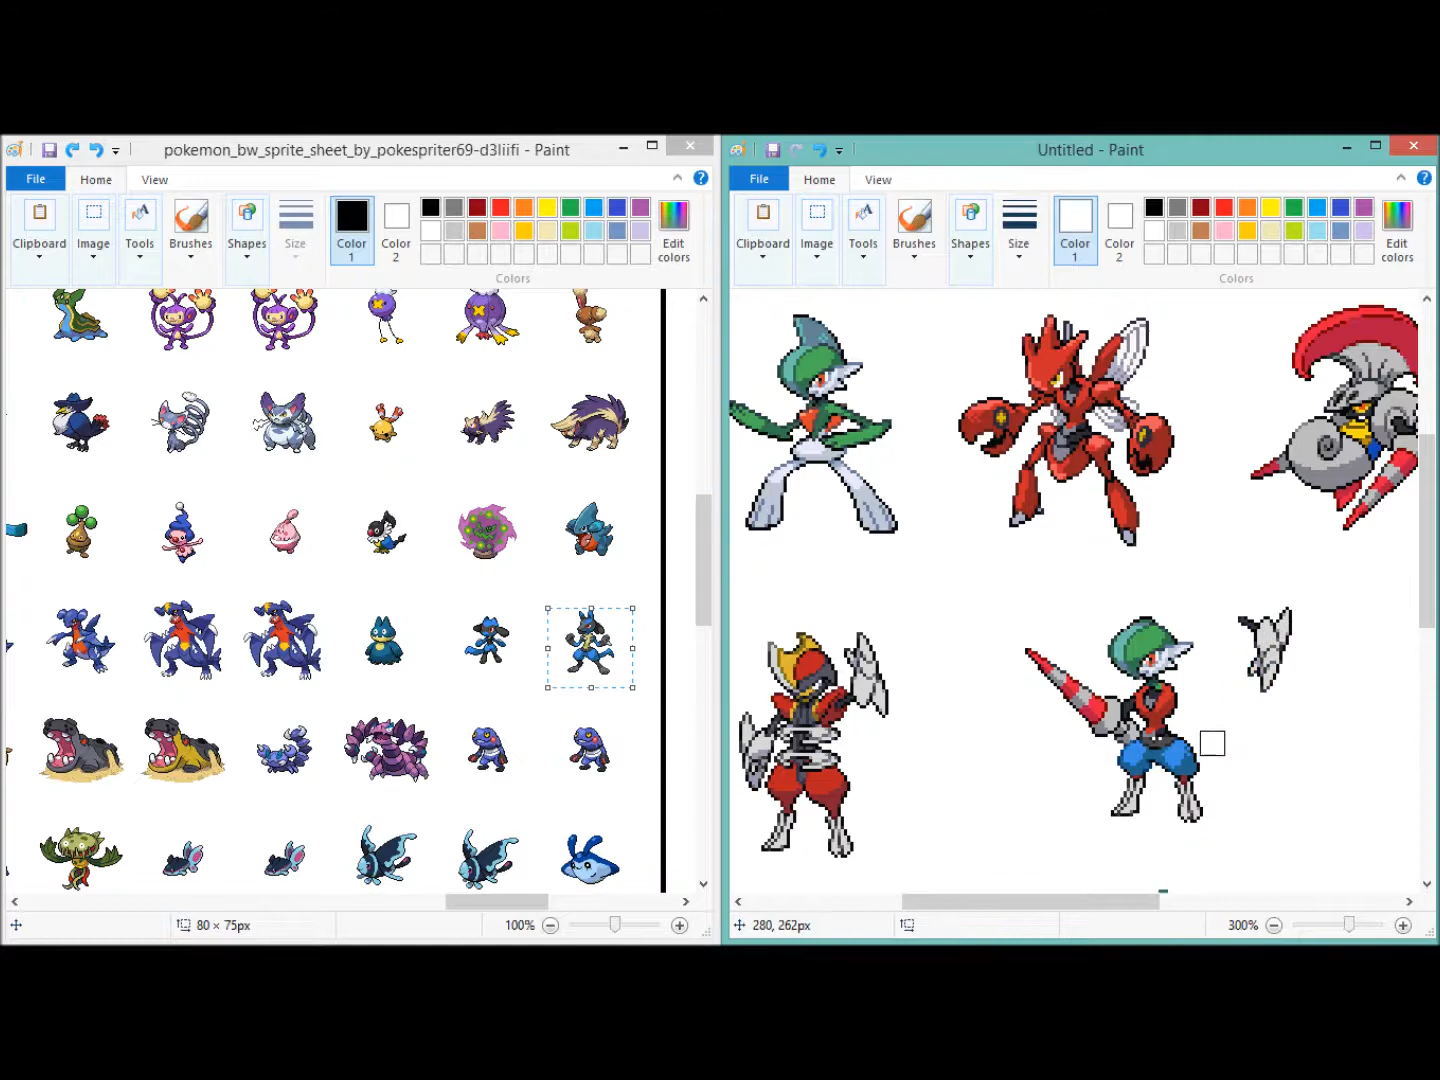 pokemon_bw_sprite_sheet_by_pokespriter69-d3liifi - Paint
File Home View
Clipboard Image Tools Brushes Shapes Size Color 1 Color 2 Edit colors
Colors
80 × 75px 100%
Untitled - Paint
File Home View
Clipboard Image Tools Brushes Shapes Size Color 1 Color 2 Edit colors
Colors
280, 262px 300%